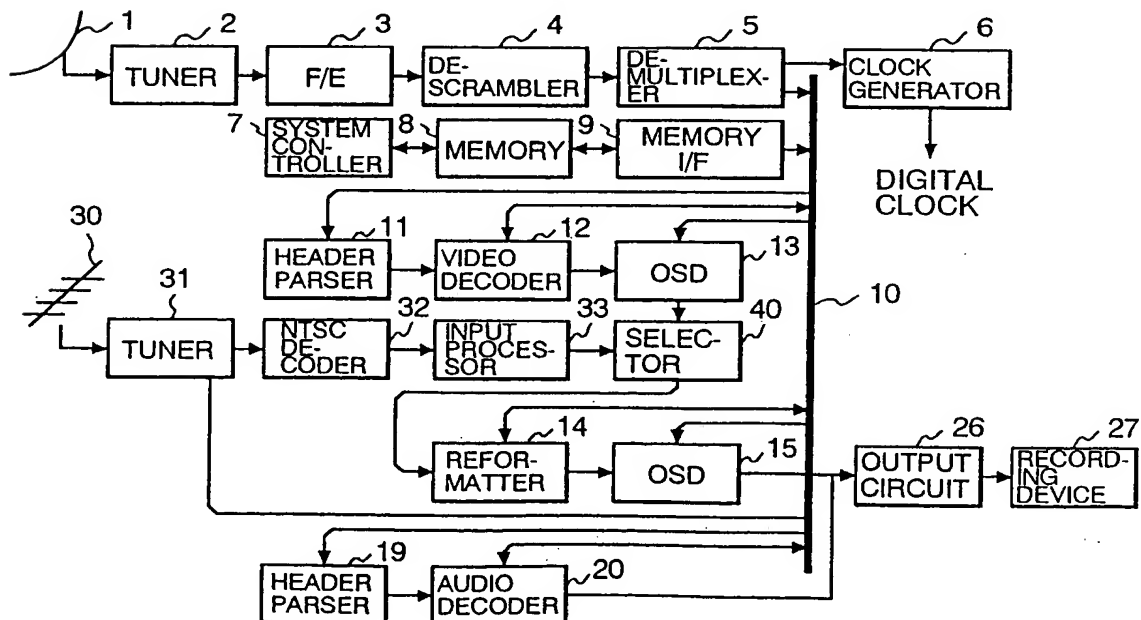 1
2
3
4
5
6
TUNER
F/E
DE-
SCRAMBLER
DE-
MULTIPLEX-
ER
CLOCK
GENERATOR
7
SYSTEM
CON-
TROLLER
8
MEMORY
9
MEMORY
I/F
DIGITAL
CLOCK
30
11
HEADER
PARSER
12
VIDEO
DECODER
13
OSD
10
31
TUNER
32
NTSC
DE-
CODER
33
INPUT
PROCES-
SOR
40
SELEC-
TOR
14
REFOR-
MATTER
15
OSD
26
OUTPUT
CIRCUIT
27
RECORD-
ING
DEVICE
19
HEADER
PARSER
20
AUDIO
DECODER